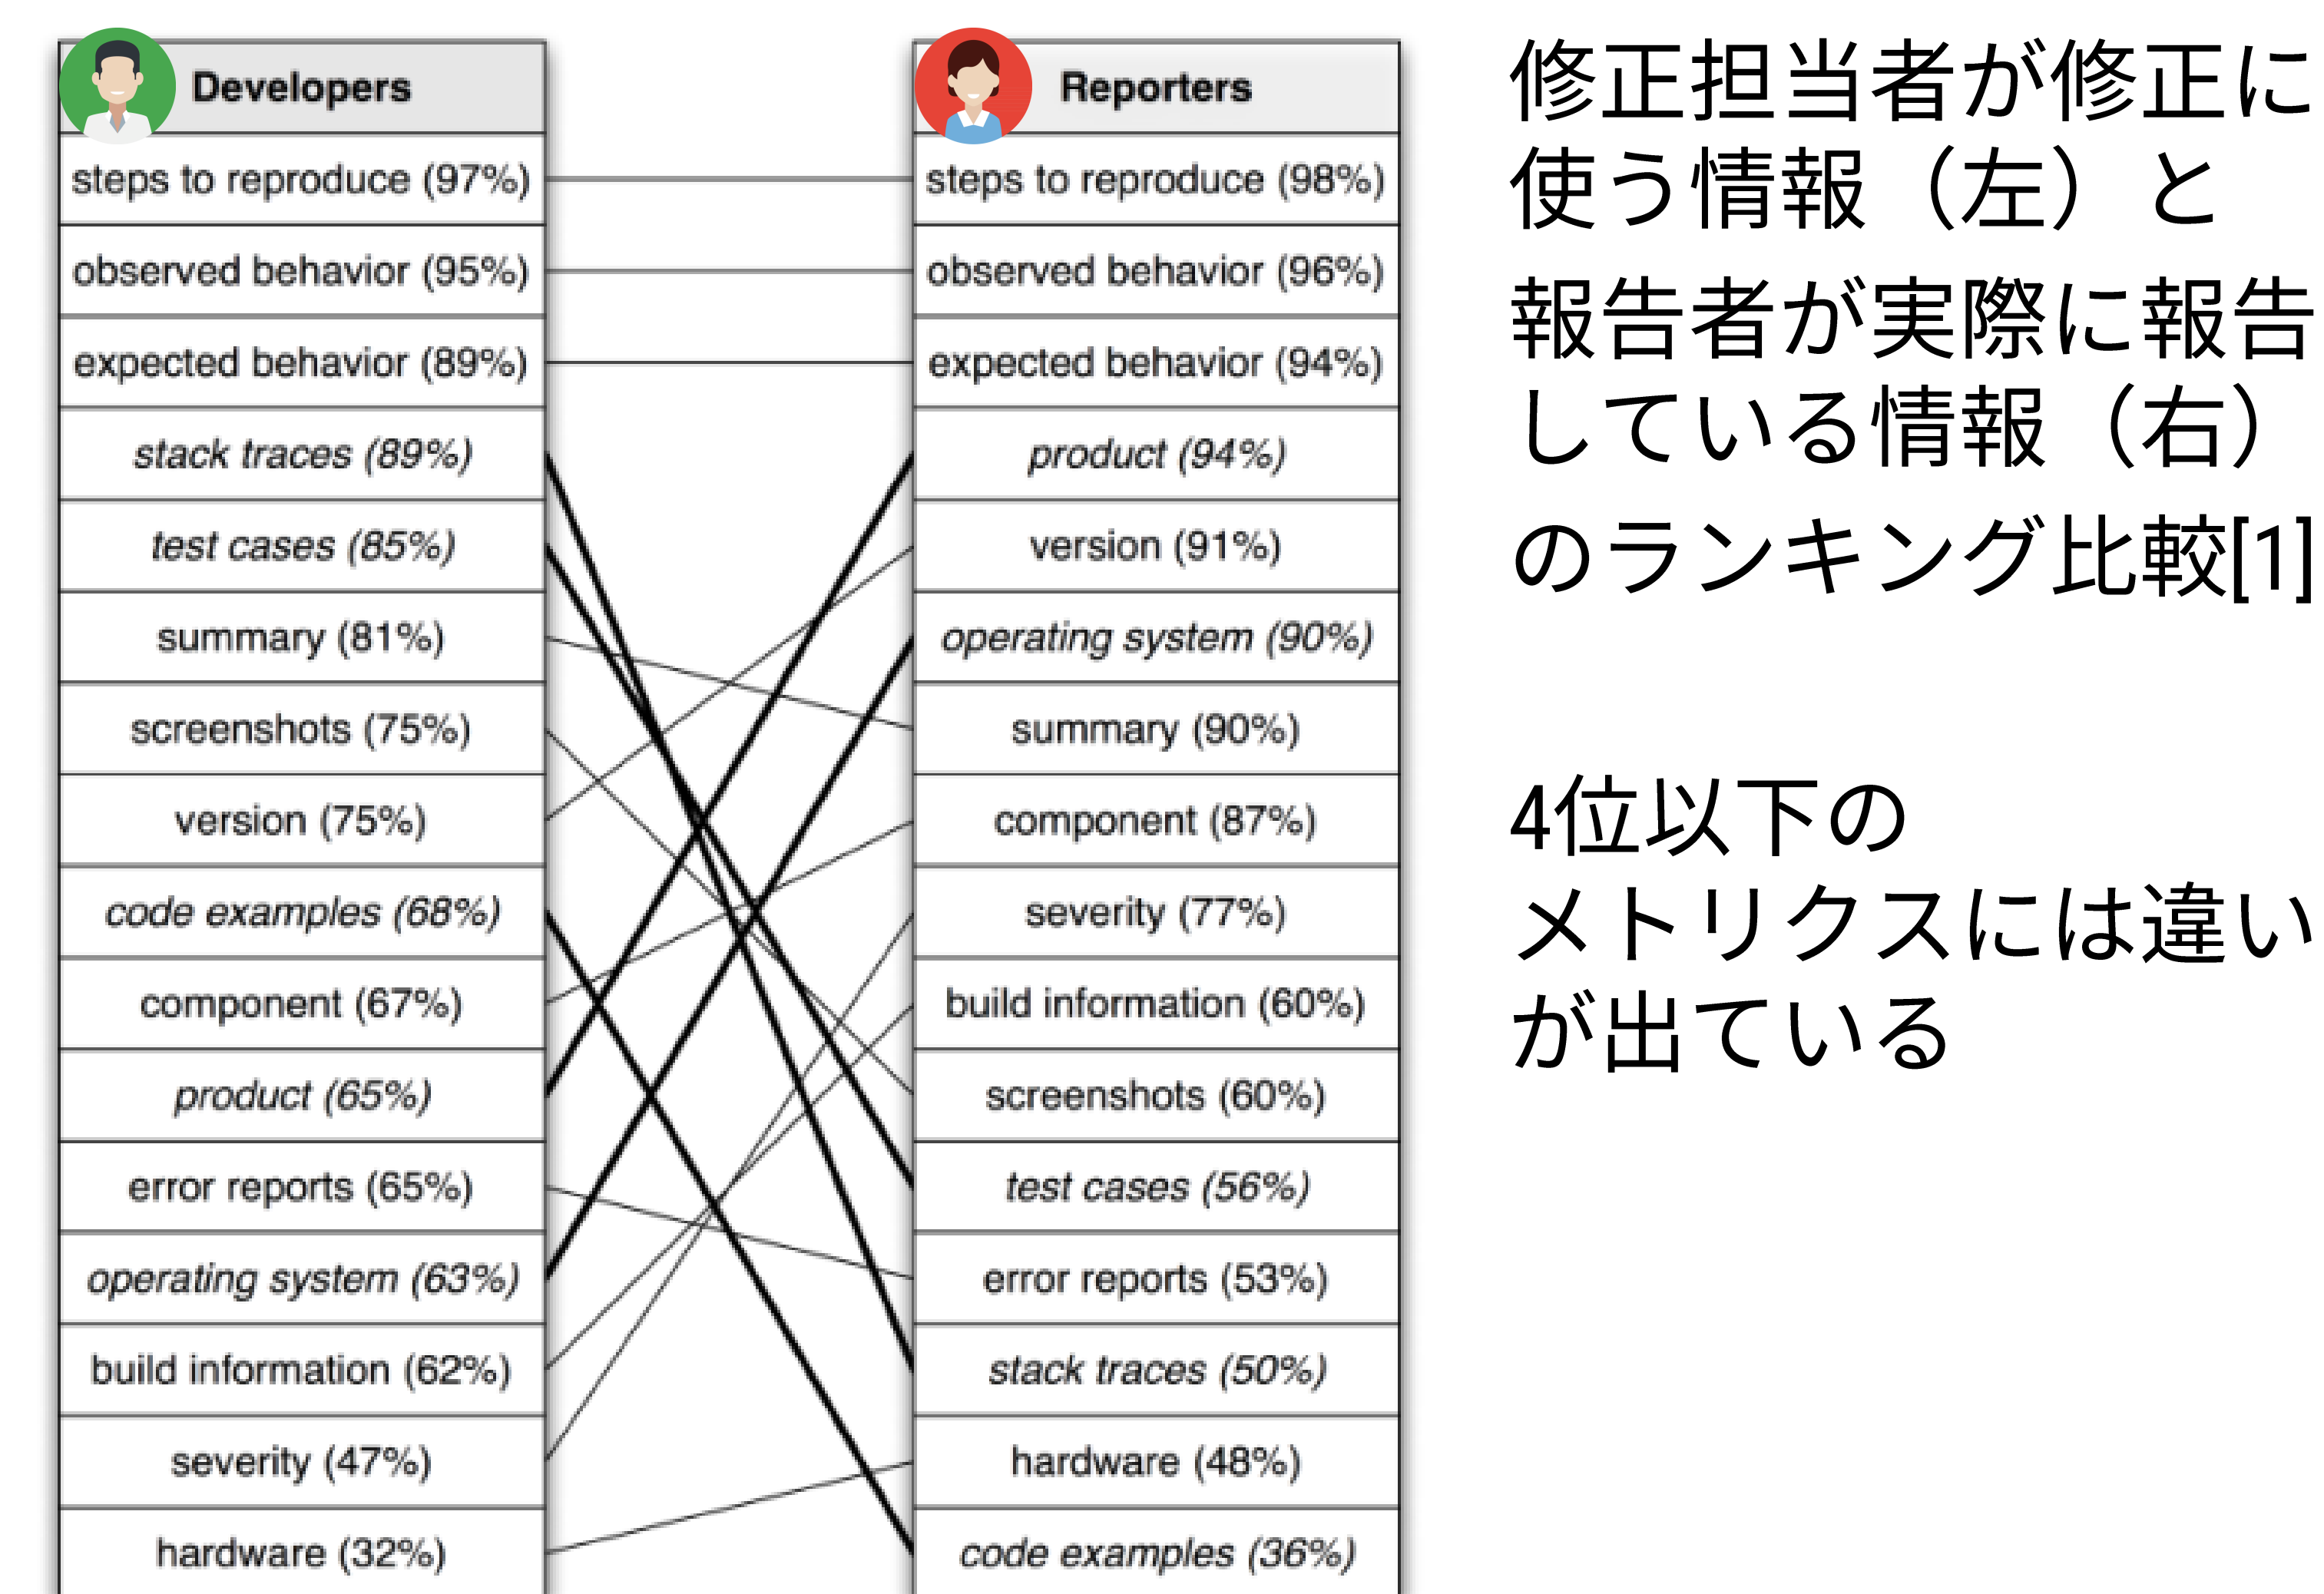 Developers
steps to reproduce (97%)
observed behavior (95%)
expected behavior (89%)
stack traces (89%)
test cases (85%)
summary (81%)
screenshots (75%)
version (75%)
code examples (68%)
component (67%)
product (65%)
error reports (65%)
operating system (63%)
build information (62%)
severity (47%)
hardware (32%)
Reporters
steps to reproduce (98%)
observed behavior (96%)
expected behavior (94%)
product (94%)
version (91%)
operating system (90%)
summary (90%)
component (87%)
severity (77%)
build information (60%)
screenshots (60%)
test cases (56%)
error reports (53%)
stack traces (50%)
hardware (48%)
code examples (36%)
修正担当者が修正に
使う情報（左）と
報告者が実際に報告
している情報（右）
のランキング比較[1]
4位以下の
メトリクスには違い
が出ている